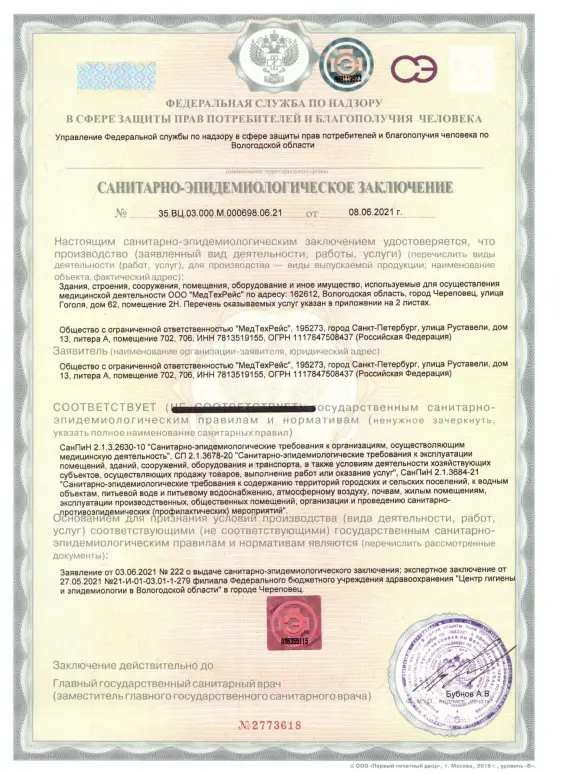 СЭ
ФЕДЕРАЛЬНАЯ СЛУЖБА ПО НАДЗОРУ
В СФЕРЕ ЗАЩИТЫ ПРАВ ПОТРЕБИТЕЛЕЙ И БЛАГОПОЛУЧИЯ ЧЕЛОВЕКА
Управление Федеральной службы по надзору в сфере защиты прав потребителей и благополучия человека по
Вологодской области
(наименование территориального органа)
САНИТАРНО-ЭПИДЕМИОЛОГИЧЕСКОЕ ЗАКЛЮЧЕНИЕ
№ 35.ВЦ.03.000.М.000698.06.21 от 08.06.2021 г.
Настоящим санитарно-эпидемиологическим заключением удостоверяется, что
производство (заявленный вид деятельности, работы, услуги) (перечислить виды
деятельности (работ, услуг), для производства — виды выпускаемой продукции; наименование
объекта, фактический адрес):
Здания, строения, сооружения, помещения, оборудование и иное имущество, используемые для осуществления
медицинской деятельности ООО "МедТехРейс" по адресу: 162612, Вологодская область, город Череповец, улица
Гоголя, дом 62, помещение 2Н. Перечень оказываемых услуг указан в приложении на 2 листах.
Общество с ограниченной ответственностью "МедТехРейс", 195273, город Санкт-Петербург, улица Руставели, дом
13, литера А, помещение 702, 706, ИНН 7813519155, ОГРН 1117847508437 (Российская Федерация)
Заявитель (наименование организации-заявителя, юридический адрес)
Общество с ограниченной ответственностью "МедТехРейс", 195273, город Санкт-Петербург, улица Руставели, дом
13, литера А, помещение 702, 706, ИНН 7813519155, ОГРН 1117847508437 (Российская Федерация)
СООТВЕТСТВУЕТ (НЕ СООТВЕТСТВУЕТ) государственным санитарно-
эпидемиологическим правилам и нормативам (ненужное зачеркнуть,
указать полное наименование санитарных правил)
СанПиН 2.1.3.2630-10 "Санитарно-эпидемиологические требования к организациям, осуществляющим
медицинскую деятельность", СП 2.1.3678-20 "Санитарно-эпидемиологические требования к эксплуатации
помещений, зданий, сооружений, оборудования и транспорта, а также условиям деятельности хозяйствующих
субъектов, осуществляющих продажу товаров, выполнение работ или оказание услуг", СанПиН 2.1.3684-21
"Санитарно-эпидемиологические требования к содержанию территорий городских и сельских поселений, к водным
объектам, питьевой воде и питьевому водоснабжению, атмосферному воздуху, почвам, жилым помещениям,
эксплуатации производственных, общественных помещений, организации и проведению санитарно-
противоэпидемических (профилактических) мероприятий".
Основанием для признания условий производства (вида деятельности, работ,
услуг) соответствующими (не соответствующими) государственным санитарно-
эпидемиологическим правилам и нормативам являются (перечислить рассмотренные
документы):
Заявление от 03.06.2021 № 222 о выдаче санитарно-эпидемиологического заключения; экспертное заключение от
27.05.2021 №21-И-01-03.01-1-279 филиала Федерального бюджетного учреждения здравоохранения "Центр гигиены
и эпидемиологии в Вологодской области" в городе Череповец.
Заключение действительно до
Главный государственный санитарный врач
(заместитель главного государственного санитарного врача)
Бубнов А.В.
№2773618
© ООО «Первый печатный двор», г. Москва, 2016 г., уровень «В».